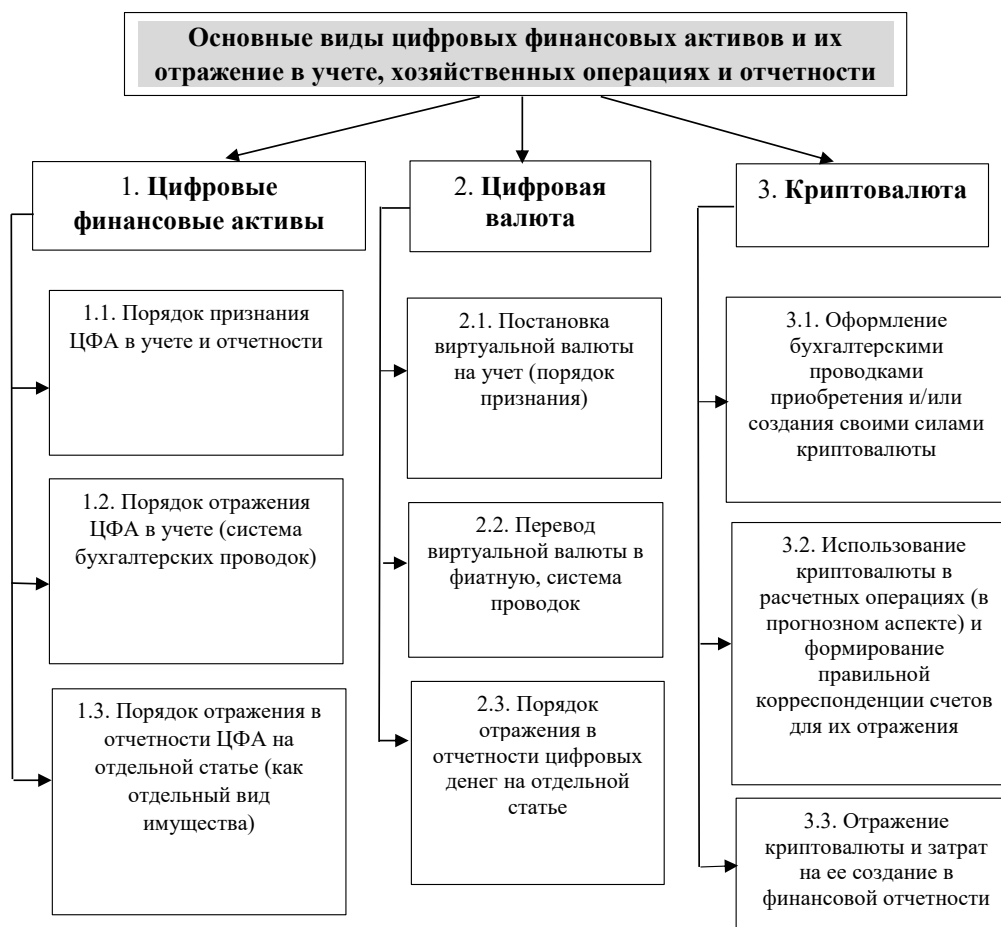 Основные виды цифровых финансовых активов и их
отражение в учете, хозяйственных операциях и отчетности
1. Цифровые
финансовые активы
1.1. Порядок признания
ЦФА в учете и отчетности
1.2. Порядок отражения
ЦФА в учете (система
бухгалтерских проводок)
1.3. Порядок отражения в
отчетности ЦФА на
отдельной статье (как
отдельный вид
имущества)
2. Цифровая
валюта
2.1. Постановка
виртуальной валюты
на учет (порядок
признания)
2.2. Перевод
виртуальной валюты в
фиатную, система
проводок
2.3. Порядок
отражения в
отчетности цифровых
денег на отдельной
статье
3. Криптовалюта
3.1. Оформление
бухгалтерскими
проводками
приобретения и/или
создания своими силами
криптовалюты
3.2. Использование
криптовалюты в
расчетных операциях (в
прогнозном аспекте) и
формирование
правильной
корреспонденции счетов
для их отражения
3.3. Отражение
криптовалюты и затрат
на ее создание в
финансовой отчетности